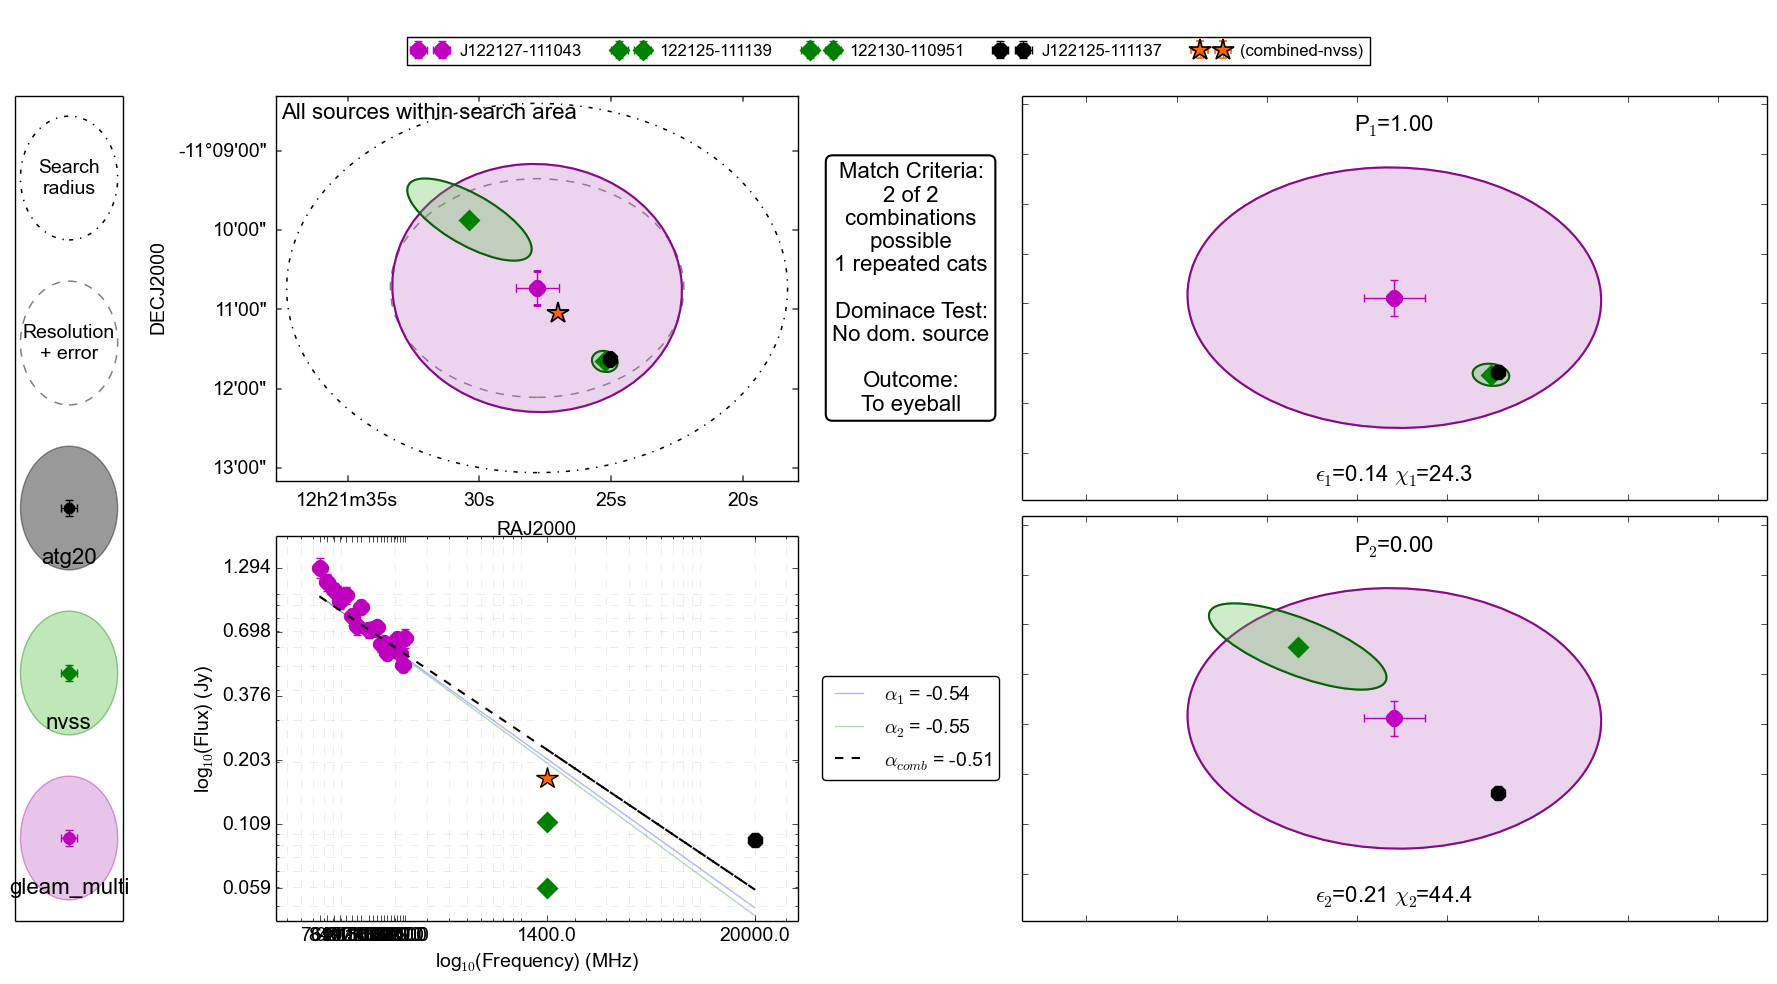 J122127-111043
122125-111139
122130-110951
J122125-111137
(combined-nvss)
Search
radius
Resolution
+ error
atg20
nvss
gleam_multi
All sources within search area
DECJ2000
-11°09'00"
10'00"
11'00"
12'00"
13'00"
12h21m35s
30s
25s
20s
RAJ2000
Match Criteria:
2 of 2
combinations
possible
1 repeated cats
Dominace Test:
No dom. source
Outcome:
To eyeball
P1=1.00
ϵ1=0.14 χ1=24.3
P2=0.00
ϵ2=0.21 χ2=44.4
log10(Flux) (Jy)
1.294
0.698
0.376
0.203
0.109
0.059
1400.0
20000.0
log10(Frequency) (MHz)
α1 = -0.54
α2 = -0.55
αcomb = -0.51